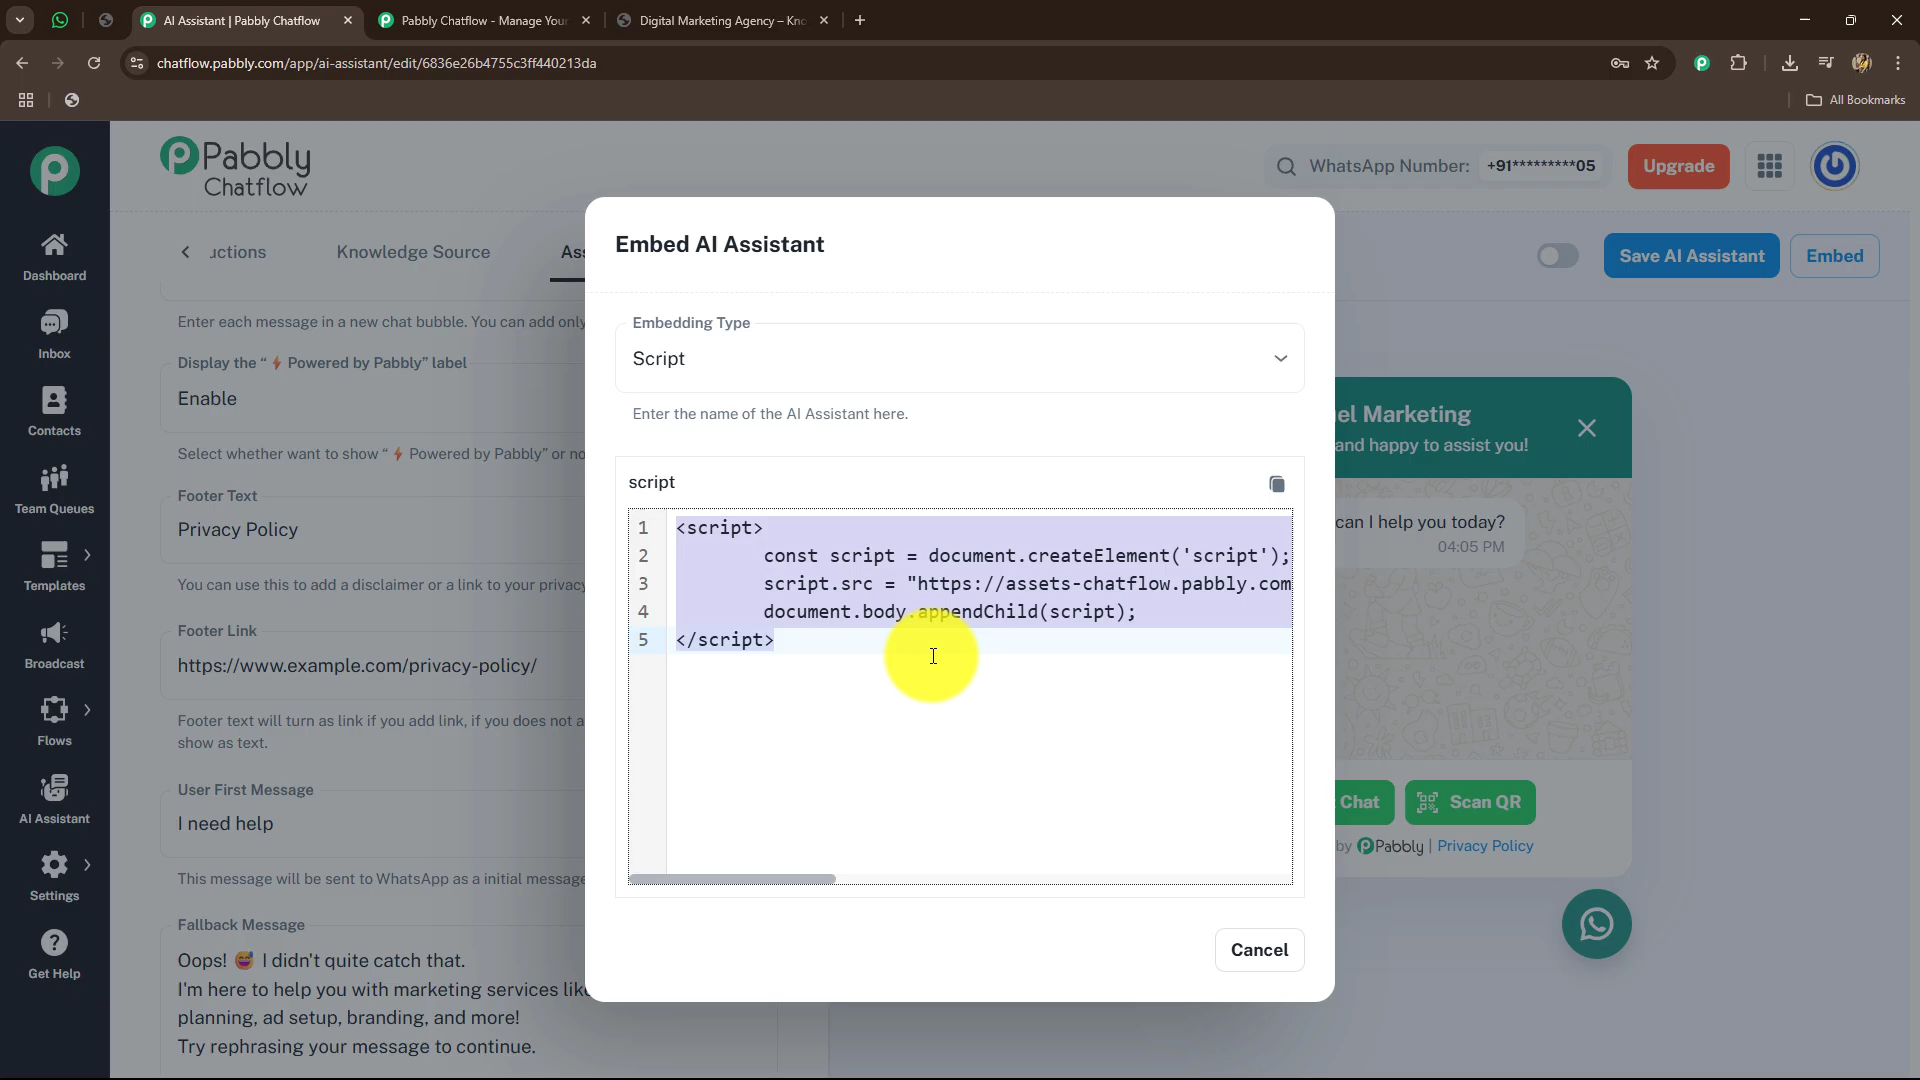 AI Assistant | Pabbly Chatflow
Pabbly Chatflow - Manage Your
Digital Marketing Agency – Kno
chatflow.pabbly.com/app/ai-assistant/edit/6836e26b4755c3ff440213da
All Bookmarks
Pabbly
Chatflow
WhatsApp Number: +91*********05
Upgrade
Dashboard
Inbox
Contacts
Team Queues
Templates
Broadcast
Flows
AI Assistant
Settings
Get Help
uctions
Knowledge Source
Ass
Save AI Assistant
Embed
Enter each message in a new chat bubble. You can add only
Display the “⚡ Powered by Pabbly” label
Enable
Select whether want to show “⚡ Powered by Pabbly” or no
Footer Text
Privacy Policy
You can use this to add a disclaimer or a link to your privacy
Footer Link
https://www.example.com/privacy-policy/
Footer text will turn as link if you add link, if you does not a
show as text.
User First Message
I need help
This message will be sent to WhatsApp as a initial message
Fallback Message
Oops! 😅 I didn't quite catch that.
I'm here to help you with marketing services like
planning, ad setup, branding, and more!
Try rephrasing your message to continue.
Embed AI Assistant
Embedding Type
Script
Enter the name of the AI Assistant here.
script
1 <script>
2 const script = document.createElement('script');
3 script.src = "https://assets-chatflow.pabbly.com
4 document.body.appendChild(script);
5 </script>
Cancel
el Marketing
and happy to assist you!
can I help you today?
04:05 PM
Chat
Scan QR
by Pabbly | Privacy Policy